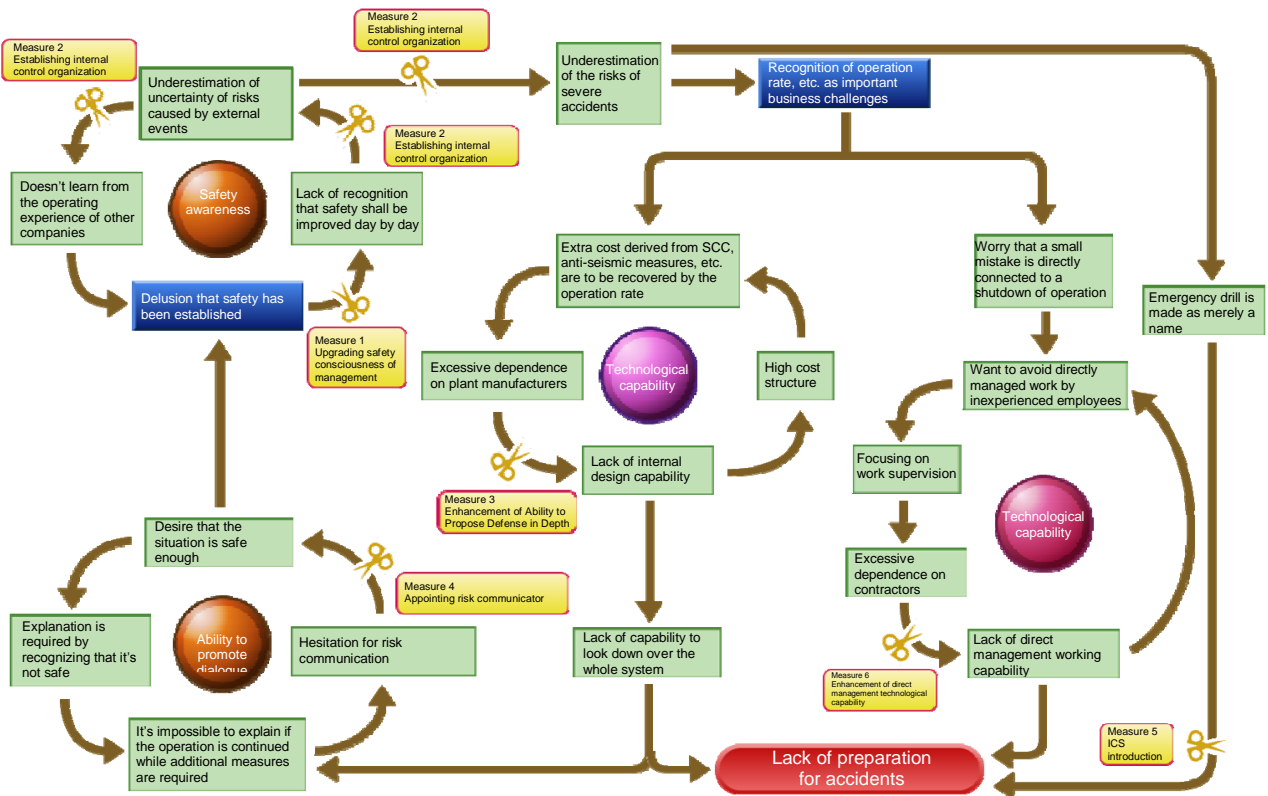 Measure 2
Establishing internal
control organization
Measure 2
Establishing internal
control organization
Underestimation of
uncertainty of risks
caused by external
events
Underestimation
of the risks of
severe
accidents
Recognition of operation
rate, etc. as important
business challenges
Measure 2
Establishing internal
control organization
Doesn't learn from
the operating
experience of other
companies
Safety
awareness
Lack of recognition
that safety shall be
improved day by day
Extra cost derived from SCC,
anti-seismic measures, etc.
are to be recovered by the
operation rate
Worry that a small
mistake is directly
connected to a
shutdown of operation
Emergency drill is
made as merely a
name
Delusion that safety has
been established
Measure 1
Upgrading safety
consciousness of
management
Excessive dependence
on plant manufacturers
Technological
capability
High cost
structure
Want to avoid directly
managed work by
inexperienced employees
Lack of internal
design capability
Focusing on
work supervision
Measure 3
Enhancement of Ability to
Propose Defense in Depth
Technological
capability
Desire that the
situation is safe
enough
Excessive
dependence on
contractors
Measure 4
Appointing risk communicator
Explanation is
required by
recognizing that it's
not safe
Ability to
promote
dialogue
Hesitation for risk
communication
Lack of capability to
look down over the
whole system
Lack of direct
management working
capability
Measure 6
Enhancement of direct
management technological
capability
It's impossible to explain if
the operation is continued
while additional measures
are required
Lack of preparation
for accidents
Measure 5
ICS
introduction